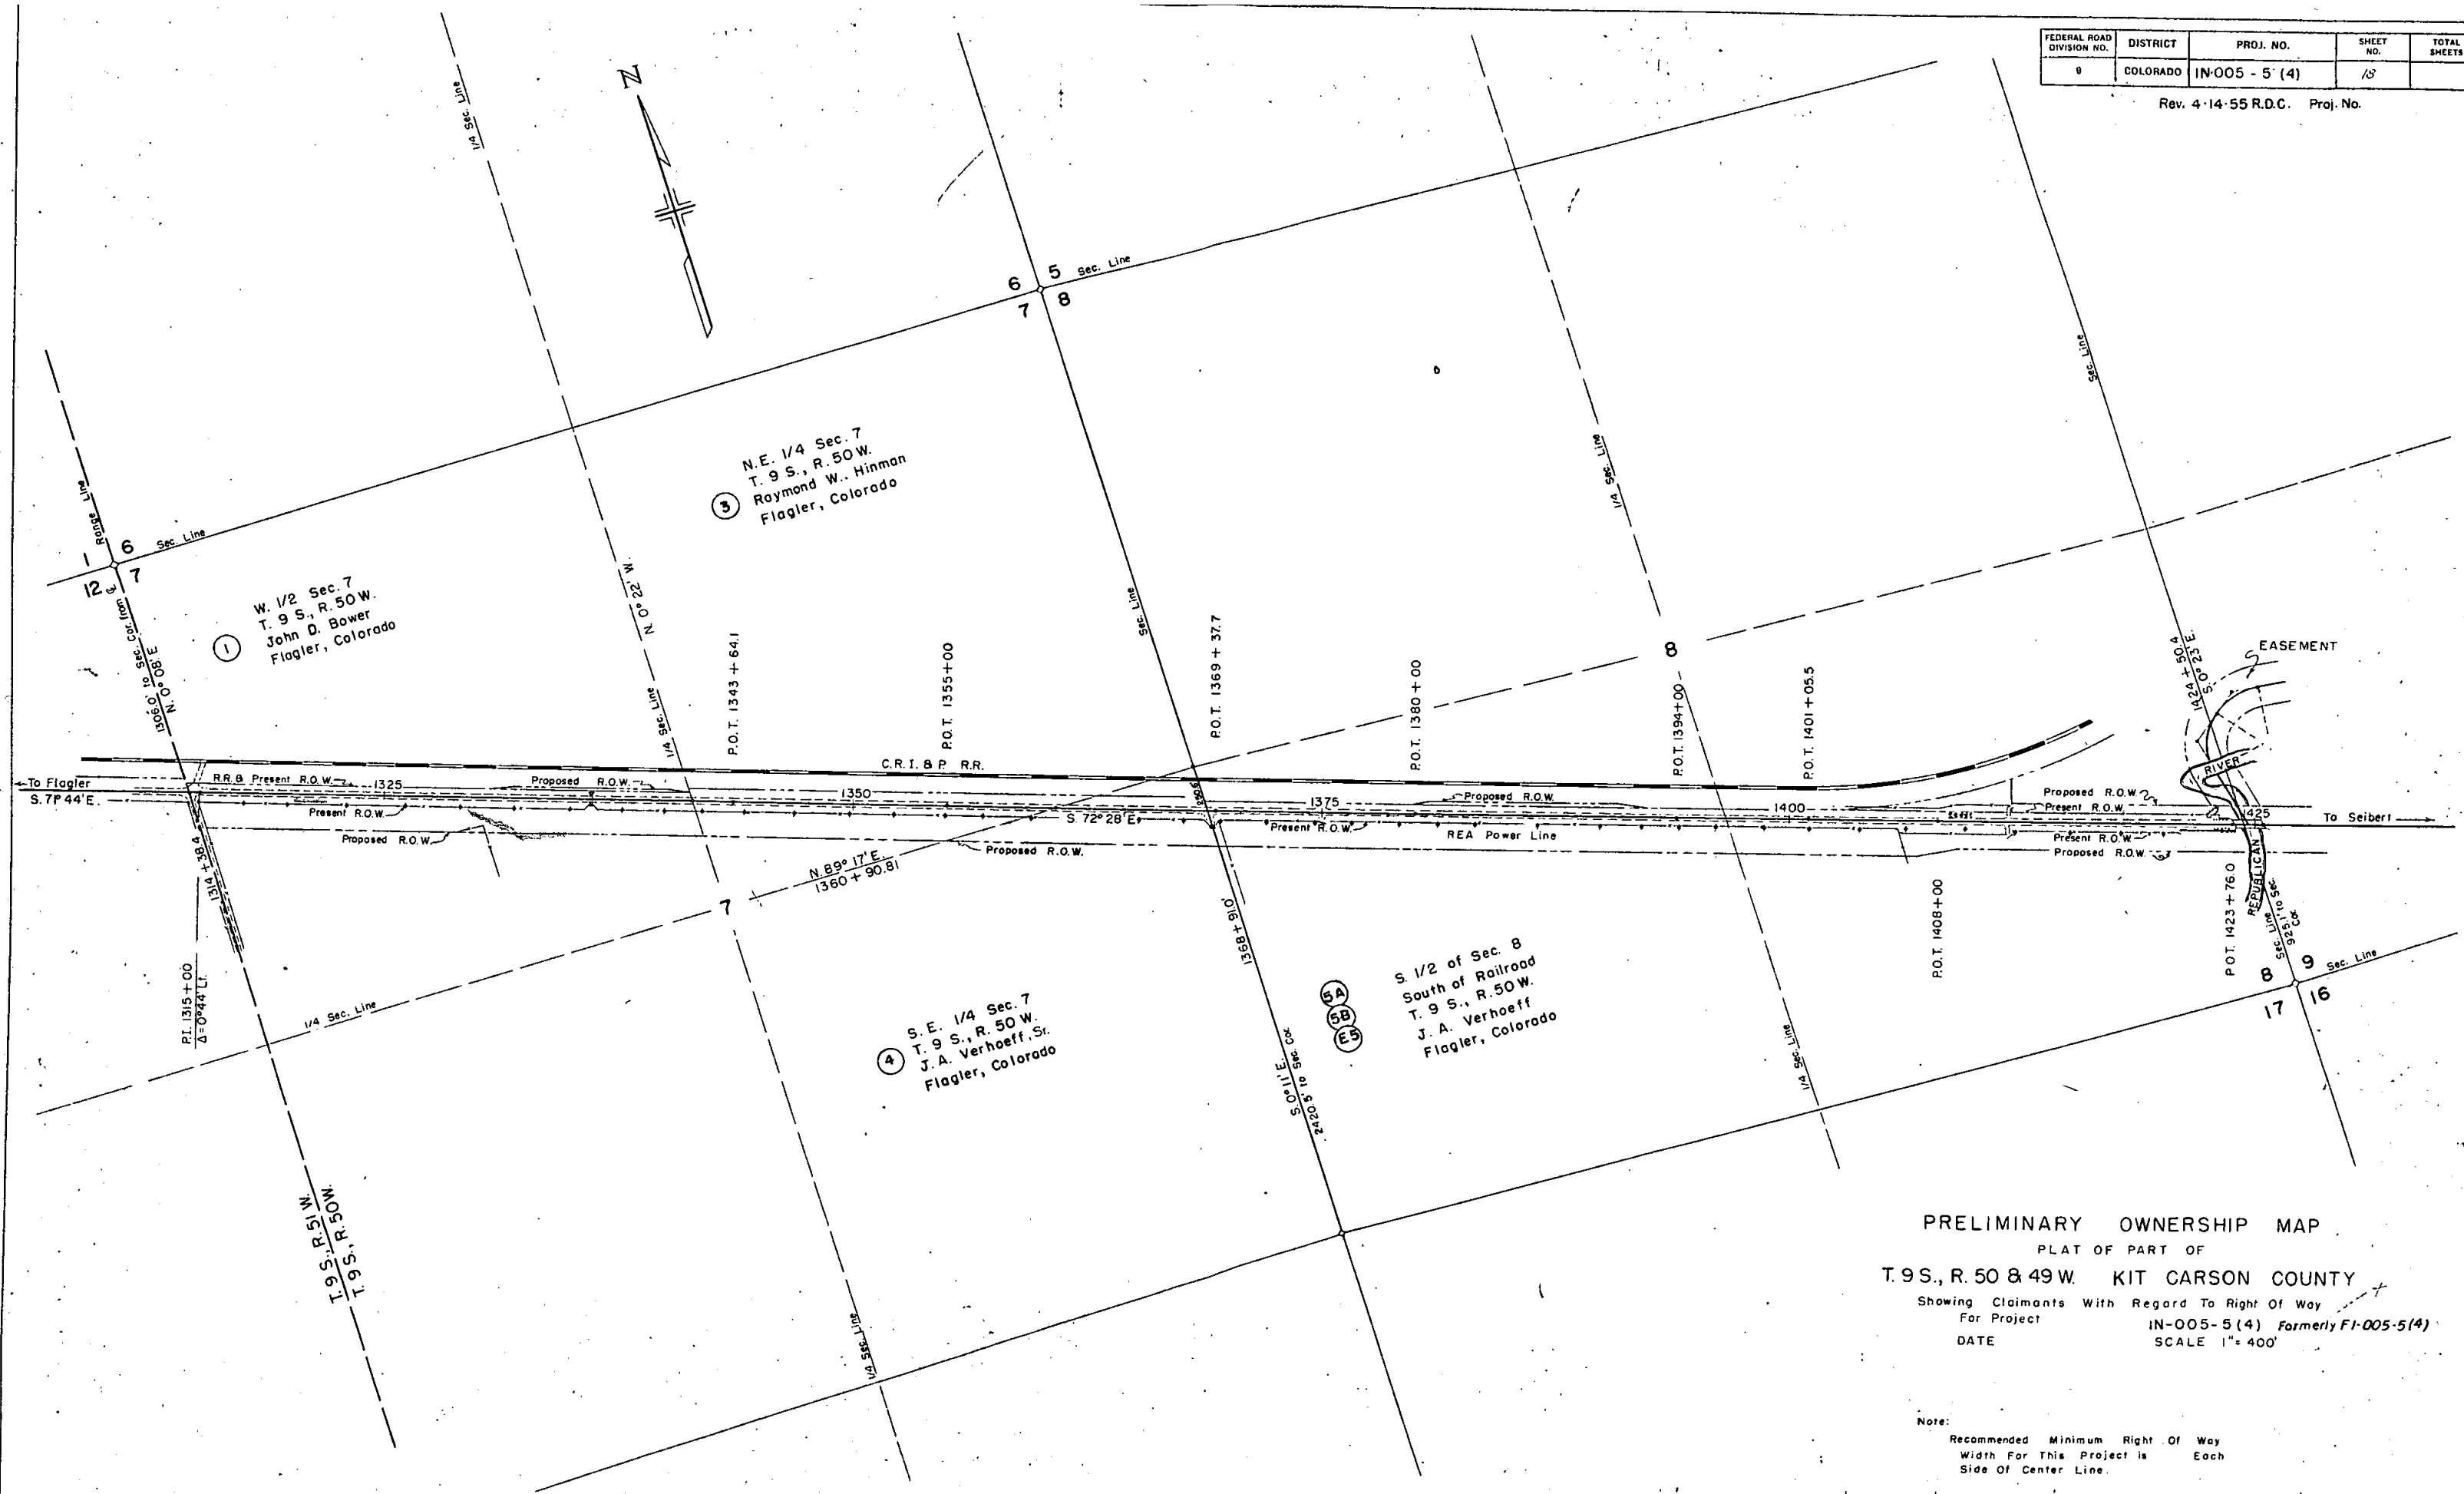 FEDERAL ROAD DIVISION NO.
DISTRICT
PROJ. NO.
SHEET NO.
TOTAL SHEETS
9
COLORADO
IN-005 - 5 (4)
18
Rev. 4-14-55 R.D.C. Proj. No.
N
1/4 Sec. Line
6
5
Sec. Line
7
8
Sec. Line
Range Line
1
6
Sec. Line
12
7
℄
1306.0' to Sec. Cor. from
N. 0° 08' E
1
W. 1/2 Sec. 7
T. 9 S., R. 50 W.
John D. Bower
Flagler, Colorado
3
N.E. 1/4 Sec. 7
T. 9 S., R. 50 W.
Raymond W.. Hinman
Flagler, Colorado
N. 0° 22' W.
1/4 Sec. Line
P.O.T. 1343 + 64.1
P.O.T. 1355+00
Sec. Line
P.O.T. 1369 + 37.7
P.O.T. 1380 + 00
1/4 Sec. Line
8
P.O.T. 1394+00
P.O.T. 1401 + 05.5
1424 + 50.4
S. 0° 23' E.
EASEMENT
To Flagler
S. 71° 44' E.
R.R. & Present R.O.W.
1325
Proposed R.O.W.
1350
C.R.I. & P. R.R.
1375
Proposed R.O.W.
1400
Proposed R.O.W.
Present R.O.W.
RIVER
1425
To Seibert
Present R.O.W.
Proposed R.O.W.
S. 72° 28' E.
Present R.O.W.
REA Power Line
Present R.O.W.
Proposed R.O.W.
Proposed R.O.W.
REPUBLICAN
1314 + 38.4
P.I. 1315 + 00
Δ = 0° 44' Lt.
N. 89° 17' E.
1360 + 90.81
7
1368 + 91.0
1/4 Sec. Line
P.O.T. 1408+00
P.O.T. 1423 + 76.0
Sec. Line
925.1' to Sec. Cor.
8
9
Sec. Line
17
16
4
S. E. 1/4 Sec. 7
T. 9 S., R. 50 W.
J. A. Verhoeff, Sr.
Flagler, Colorado
5A
5B
E5
S. 1/2 of Sec. 8
South of Railroad
T. 9 S., R. 50 W.
J. A. Verhoeff
Flagler, Colorado
S. 0° 11' E.
2420.5' to Sec. Cor.
1/4 Sec. Line
T. 9 S., R. 51 W.
T. 9 S., R. 50 W.
1/4 Sec. Line
PRELIMINARY OWNERSHIP MAP
PLAT OF PART OF
T. 9 S., R. 50 & 49 W. KIT CARSON COUNTY
Showing Claimants With Regard To Right Of Way
For Project IN-005-5 (4) Formerly FI-005-5(4)
DATE SCALE 1" = 400'
Note:
Recommended Minimum Right Of Way
Width For This Project is Each
Side Of Center Line.